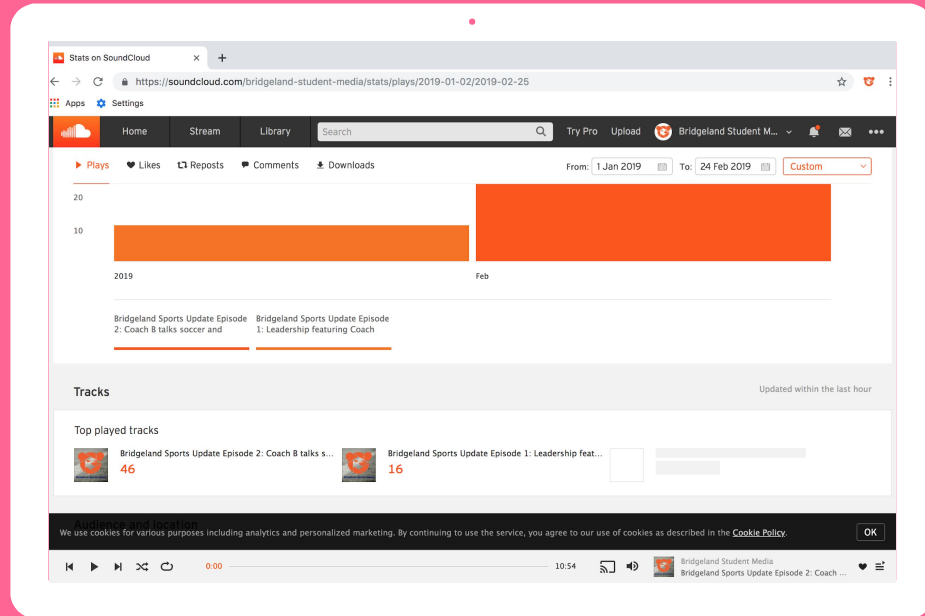 Stats on SoundCloud
https://soundcloud.com/bridgeland-student-media/stats/plays/2019-01-02/2019-02-25
Apps Settings
Home Stream Library Search Try Pro Upload Bridgeland Student M...
Plays Likes Reposts Comments Downloads From: 1 Jan 2019 To: 24 Feb 2019 Custom
20
10
2019 Feb
Bridgeland Sports Update Episode
2: Coach B talks soccer and
Bridgeland Sports Update Episode
1: Leadership featuring Coach
Tracks Updated within the last hour
Top played tracks
Bridgeland Sports Update Episode 2: Coach B talks s...
46
Bridgeland Sports Update Episode 1: Leadership feat...
16
Audience and location
We use cookies for various purposes including analytics and personalized marketing. By continuing to use the service, you agree to our use of cookies as described in the Cookie Policy. OK
0:00 10:54
Bridgeland Student Media
Bridgeland Sports Update Episode 2: Coach ...